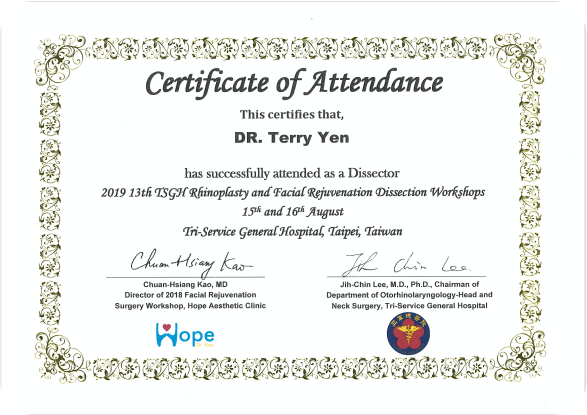 Certificate of Attendance
This certifies that,
DR. Terry Yen
has successfully attended as a Dissector
2019 13th TSGH Rhinoplasty and Facial Rejuvenation Dissection Workshops
15th and 16th August
Tri-Service General Hospital, Taipei, Taiwan
Chuan-Hsiang Kao
Jih Chin Lee
Chuan-Hsiang Kao, MD
Director of 2018 Facial Rejuvenation
Surgery Workshop, Hope Aesthetic Clinic
Jih-Chin Lee, M.D., Ph.D., Chairman of
Department of Otorhinolaryngology-Head and
Neck Surgery, Tri-Service General Hospital
Hope